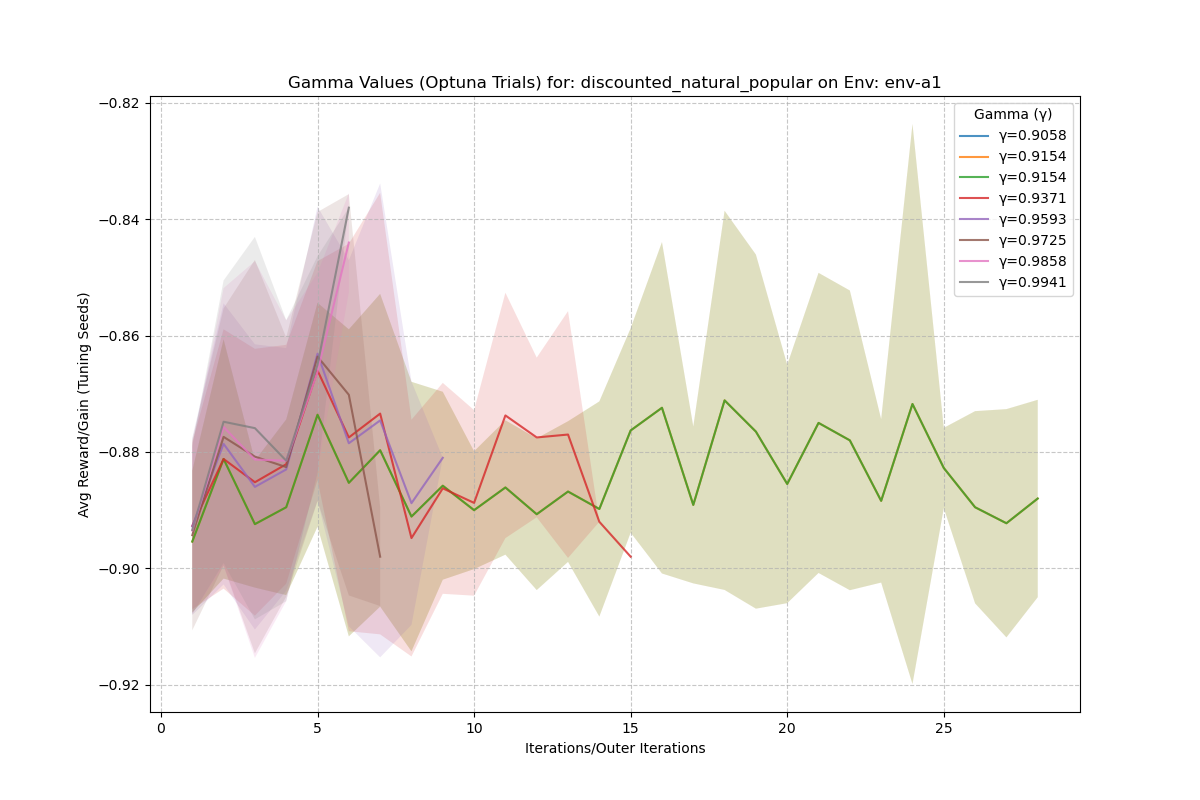 Gamma Values (Optuna Trials) for: discounted_natural_popular on Env: env-a1
Avg Reward/Gain (Tuning Seeds)
−0.82
−0.84
−0.86
−0.88
−0.90
−0.92
Gamma (γ)
γ=0.9058
γ=0.9154
γ=0.9154
γ=0.9371
γ=0.9593
γ=0.9725
γ=0.9858
γ=0.9941
0
5
10
15
20
25
Iterations/Outer Iterations